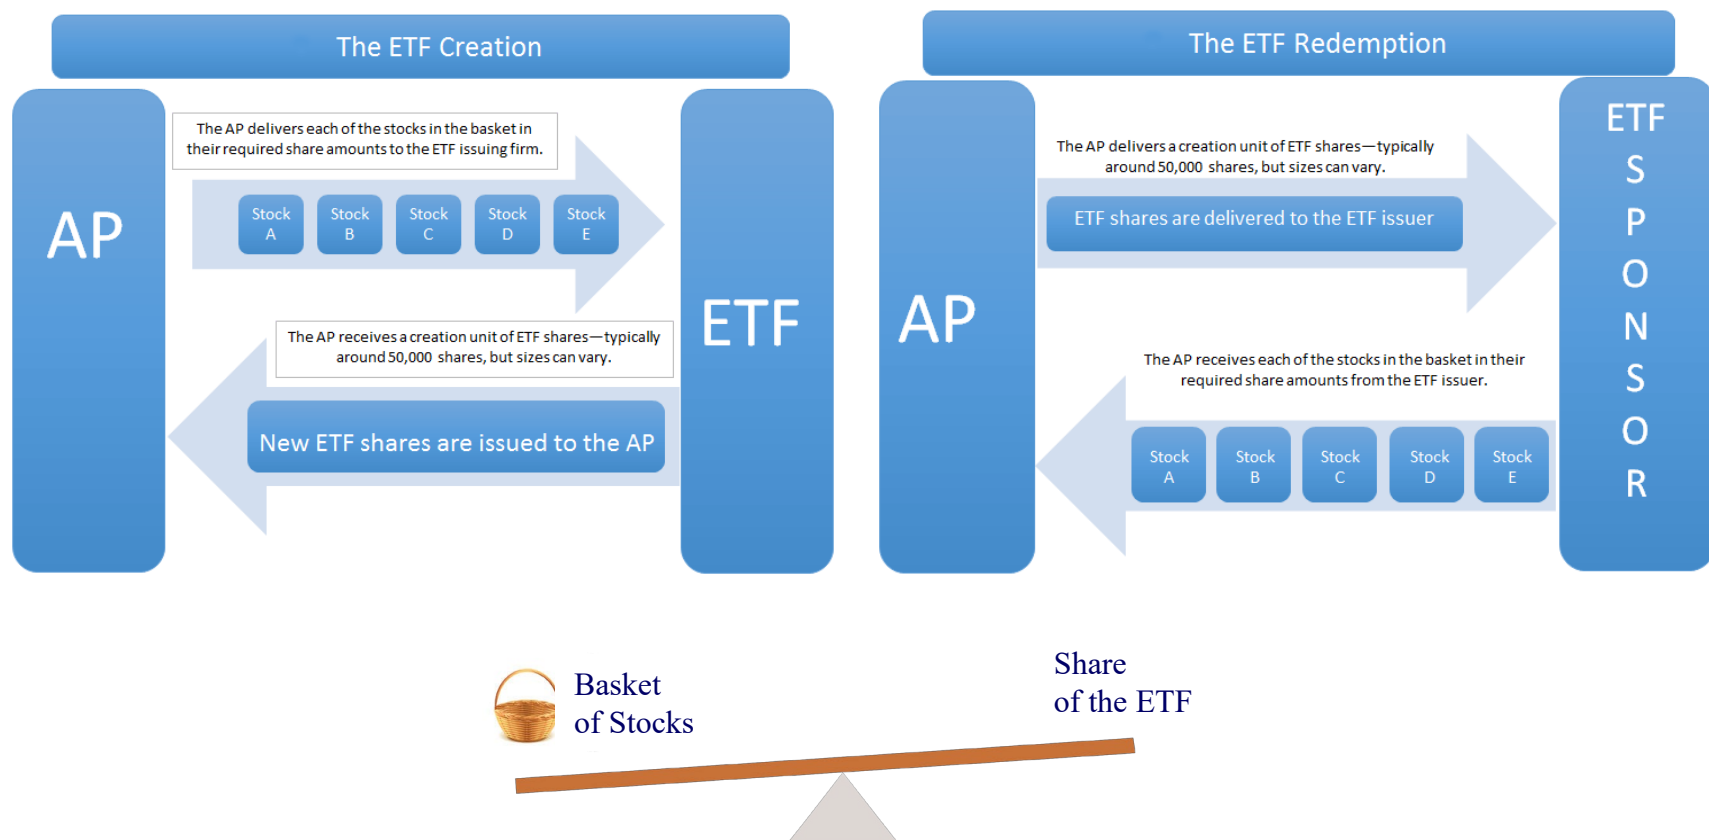 The ETF Creation
AP
The AP delivers each of the stocks in the basket in
their required share amounts to the ETF issuing firm.
Stock
A
Stock
B
Stock
C
Stock
D
Stock
E
The AP receives a creation unit of ETF shares—typically
around 50,000 shares, but sizes can vary.
New ETF shares are issued to the AP
ETF
The ETF Redemption
AP
The AP delivers a creation unit of ETF shares—typically
around 50,000 shares, but sizes can vary.
ETF shares are delivered to the ETF issuer
The AP receives each of the stocks in the basket in their
required share amounts from the ETF issuer.
Stock
A
Stock
B
Stock
C
Stock
D
Stock
E
ETF
S
P
O
N
S
O
R
Basket
of Stocks
Share
of the ETF